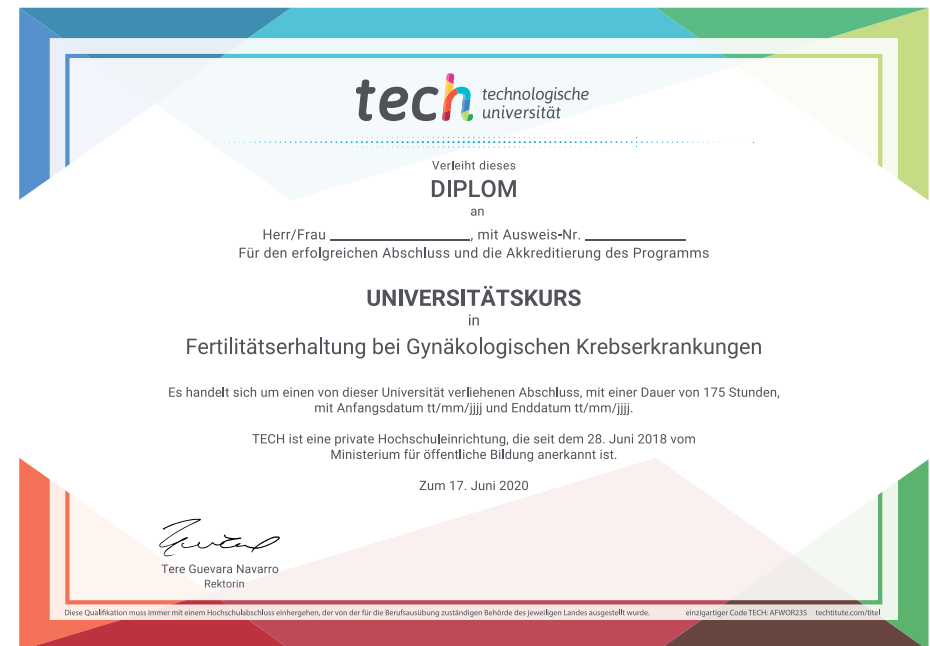 tech technologische
universität
Verleiht dieses
DIPLOM
an
Herr/Frau ____________________, mit Ausweis-Nr. ______________
Für den erfolgreichen Abschluss und die Akkreditierung des Programms
UNIVERSITÄTSKURS
in
Fertilitätserhaltung bei Gynäkologischen Krebserkrankungen
Es handelt sich um einen von dieser Universität verliehenen Abschluss, mit einer Dauer von 175 Stunden,
mit Anfangsdatum tt/mm/jjjj und Enddatum tt/mm/jjjj.
TECH ist eine private Hochschuleinrichtung, die seit dem 28. Juni 2018 vom
Ministerium für öffentliche Bildung anerkannt ist.
Zum 17. Juni 2020
Tere Guevara Navarro
Rektorin
Diese Qualifikation muss immer mit einem Hochschulabschluss einhergehen, der von der für die Berufsausübung zuständigen Behörde des jeweiligen Landes ausgestellt wurde. einzigartiger Code TECH: AFWOR23S techtitute.com/titel